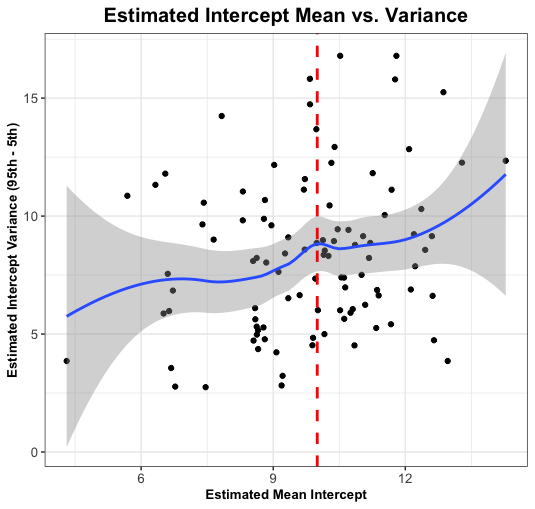 Estimated Intercept Mean vs. Variance
Estimated Intercept Variance (95th - 5th)
15
10
5
0
6 9 12
Estimated Mean Intercept